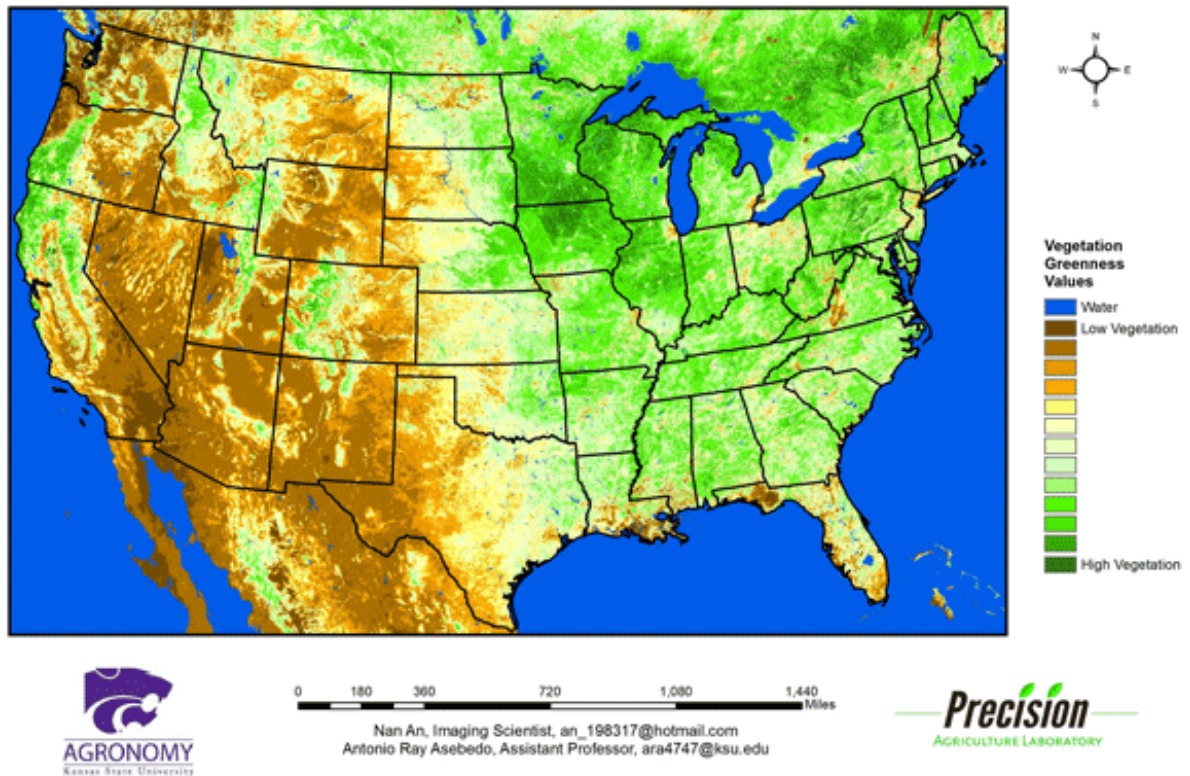 N
W E
S
Vegetation
Greenness
Values
Water
Low Vegetation
High Vegetation
0 180 360 720 1,080 1,440
Miles
Nan An, Imaging Scientist, an_198317@hotmail.com
Antonio Ray Asebedo, Assistant Professor, ara4747@ksu.edu
AGRONOMY
Kansas State University
Precision
AGRICULTURE LABORATORY